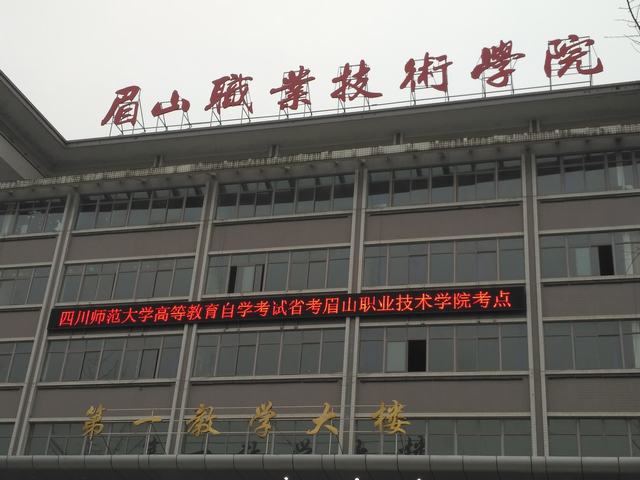 眉山職業技術學院
四川师范大学高等教育自学考试省考眉山职业技术学院考点
第一教学大楼